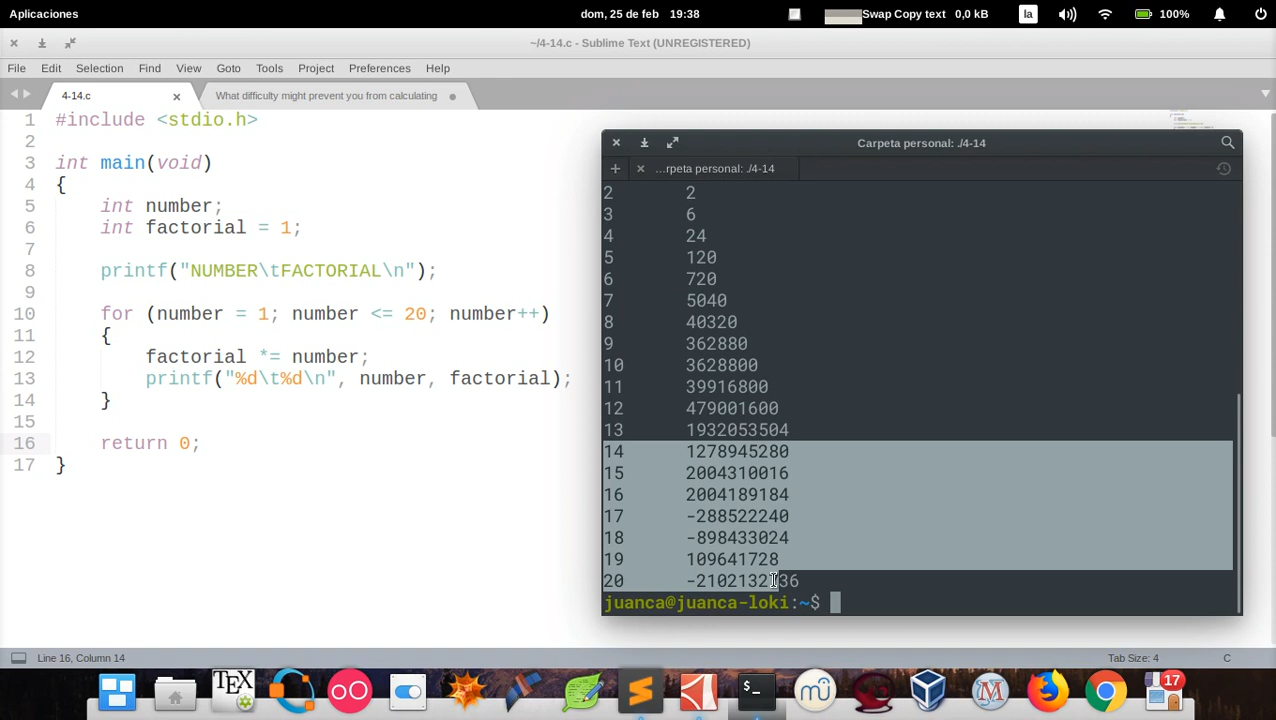 Aplicaciones
dom, 25 de feb 19:38
Swap Copy text 0,0 kB
la
100%
~/4-14.c - Sublime Text (UNREGISTERED)
File Edit Selection Find View Goto Tools Project Preferences Help
4-14.c
What difficulty might prevent you from calculating
1 #include <stdio.h>
2
3 int main(void)
4 {
5 int number;
6 int factorial = 1;
7
8 printf("NUMBER\tFACTORIAL\n");
9
10 for (number = 1; number <= 20; number++)
11 {
12 factorial *= number;
13 printf("%d\t%d\n", number, factorial);
14 }
15
16 return 0;
17 }
Carpeta personal: ./4-14
...rpeta personal: ./4-14
2 2
3 6
4 24
5 120
6 720
7 5040
8 40320
9 362880
10 3628800
11 39916800
12 479001600
13 1932053504
14 1278945280
15 2004310016
16 2004189184
17 -288522240
18 -898433024
19 109641728
20 -2102132736
juanca@juanca-loki:~$
Line 16, Column 14
Tab Size: 4
C
TEX
17